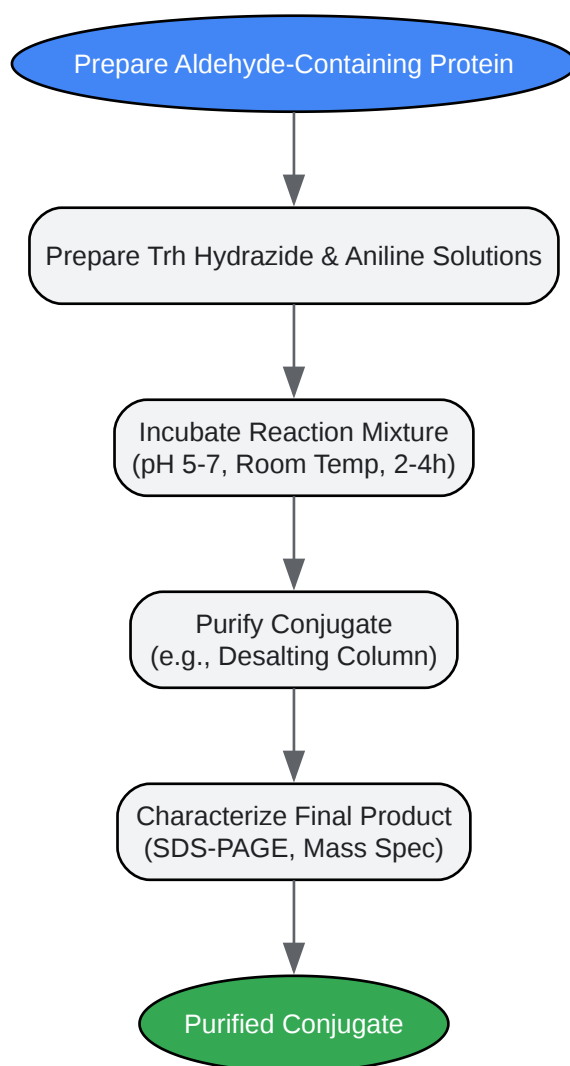 Prepare Aldehyde-Containing Protein
Prepare Trh Hydrazide & Aniline Solutions
Incubate Reaction Mixture
(pH 5-7, Room Temp, 2-4h)
Purify Conjugate
(e.g., Desalting Column)
Characterize Final Product
(SDS-PAGE, Mass Spec)
Purified Conjugate